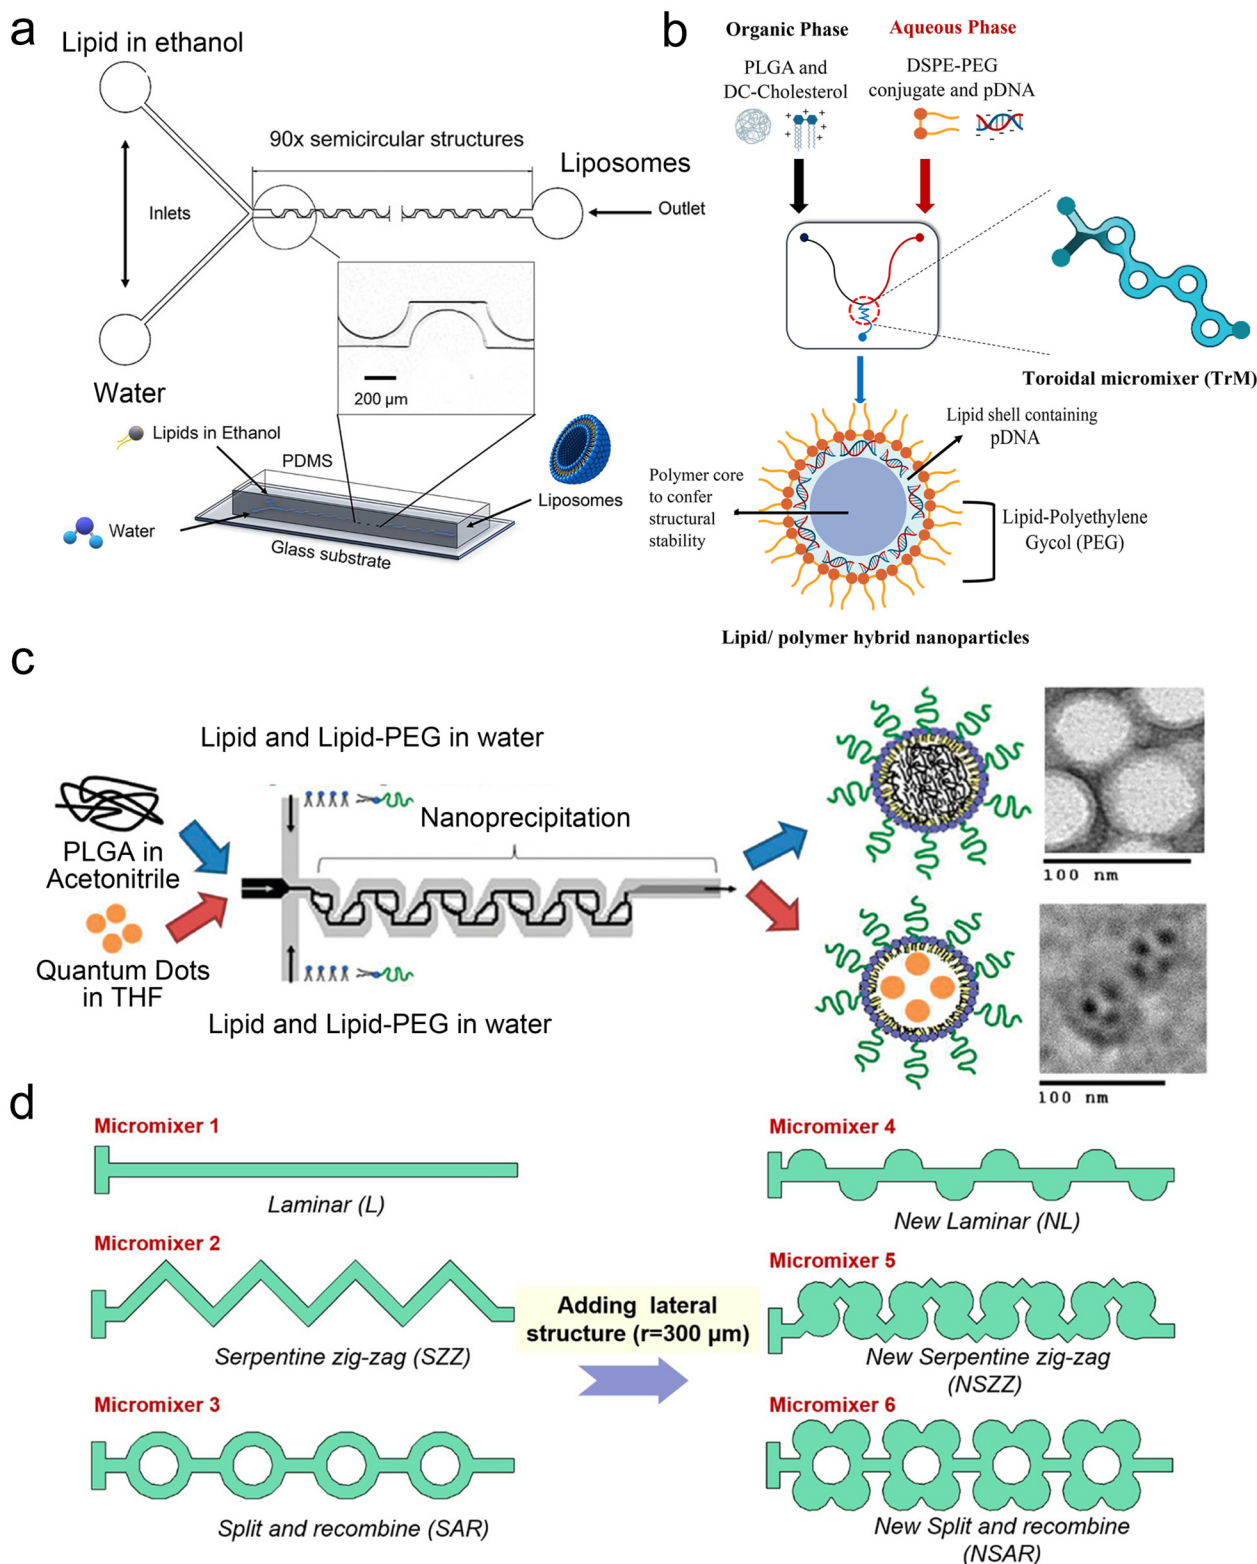 a
Lipid in ethanol
90x semicircular structures
Liposomes
Inlets
Outlet
Water
200 μm
Lipids in Ethanol
PDMS
Liposomes
Water
Glass substrate
b
Organic Phase
Aqueous Phase
PLGA and
DC-Cholesterol
DSPE-PEG
conjugate and pDNA
Toroidal micromixer (TrM)
Lipid shell containing
pDNA
Polymer core
to confer
structural
stability
Lipid-Polyethylene
Gycol (PEG)
Lipid/ polymer hybrid nanoparticles
c
Lipid and Lipid-PEG in water
PLGA in
Acetonitrile
Nanoprecipitation
Quantum Dots
in THF
Lipid and Lipid-PEG in water
100 nm
100 nm
d
Micromixer 1
Laminar (L)
Micromixer 2
Serpentine zig-zag (SZZ)
Micromixer 3
Split and recombine (SAR)
Adding lateral
structure (r=300 μm)
Micromixer 4
New Laminar (NL)
Micromixer 5
New Serpentine zig-zag
(NSZZ)
Micromixer 6
New Split and recombine
(NSAR)